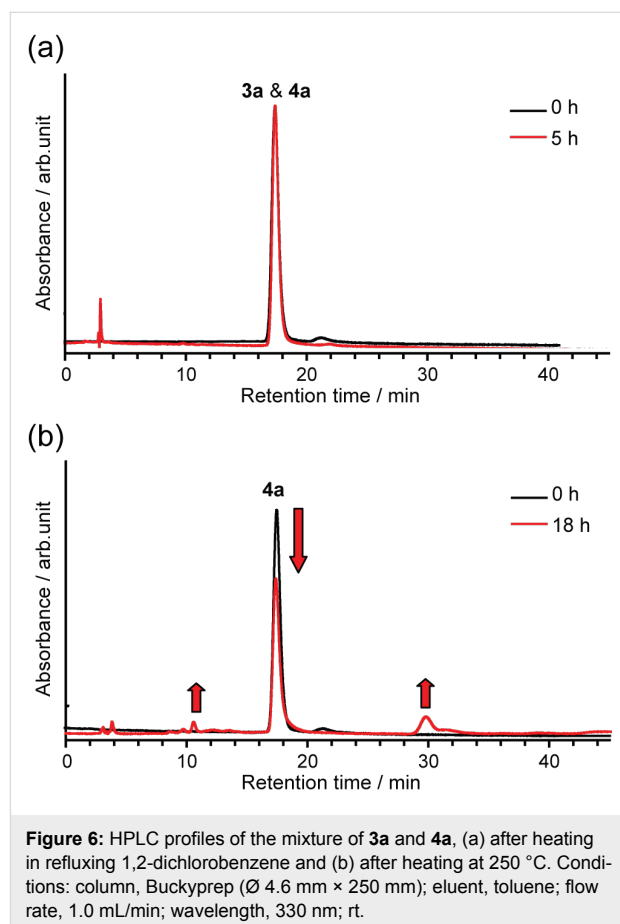 (a)
3a & 4a
0 h
5 h
Absorbance / arb.unit
0 10 20 30 40
Retention time / min
(b)
4a
0 h
18 h
Absorbance / arb.unit
0 10 20 30 40
Retention time / min
Figure 6: HPLC profiles of the mixture of 3a and 4a, (a) after heating
in refluxing 1,2-dichlorobenzene and (b) after heating at 250 °C. Condi-
tions: column, Buckyprep (Ø 4.6 mm × 250 mm); eluent, toluene; flow
rate, 1.0 mL/min; wavelength, 330 nm; rt.